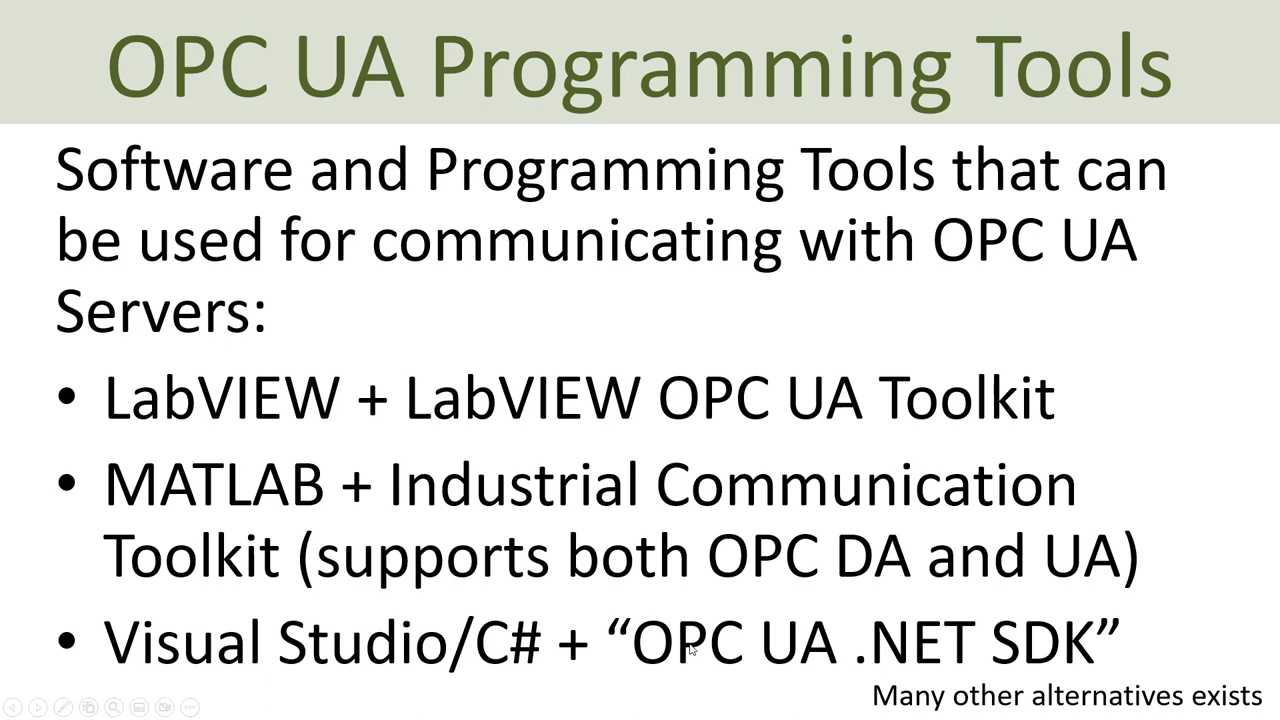 OPC UA Programming Tools
Software and Programming Tools that can
be used for communicating with OPC UA
Servers:
• LabVIEW + LabVIEW OPC UA Toolkit
• MATLAB + Industrial Communication
Toolkit (supports both OPC DA and UA)
• Visual Studio/C# + “OPC UA .NET SDK”
Many other alternatives exists